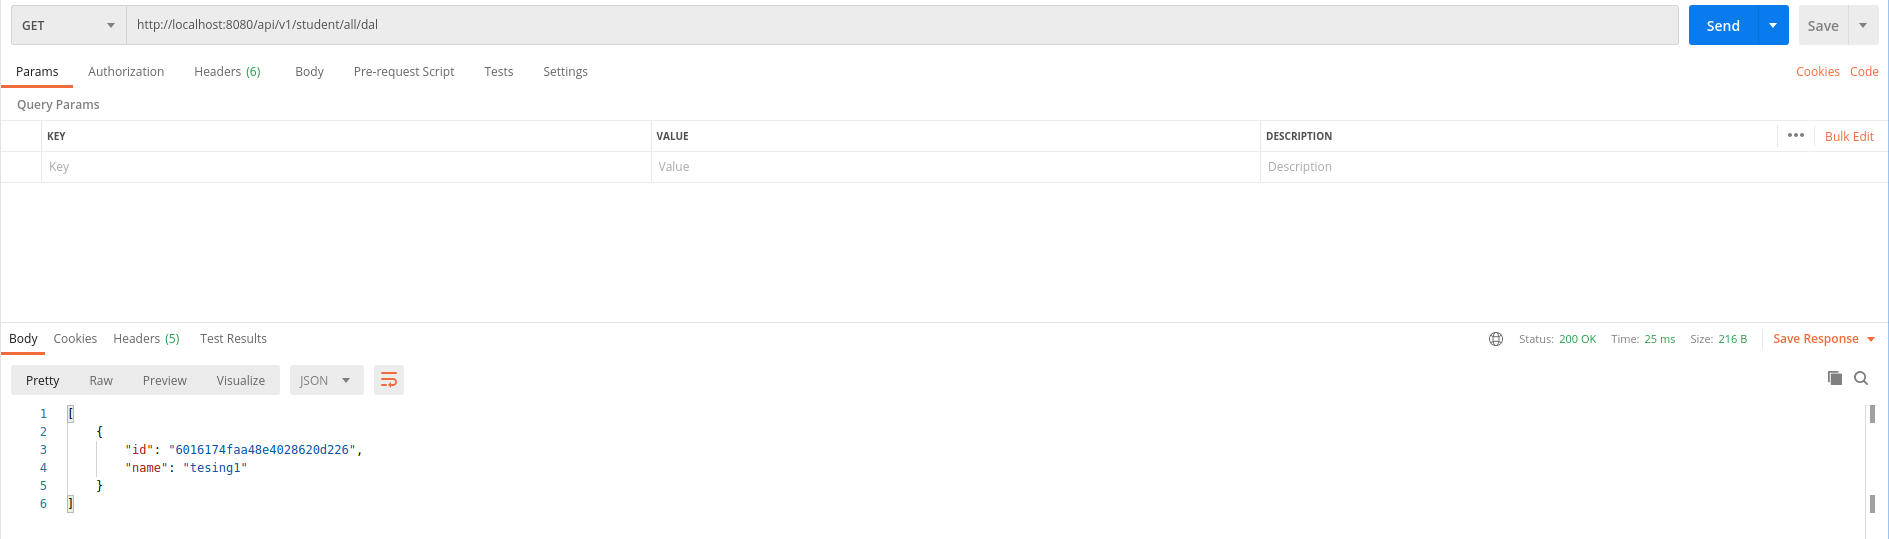 GET http://localhost:8080/api/v1/student/all/dal Send Save
Params Authorization Headers (6) Body Pre-request Script Tests Settings Cookies Code
Query Params
KEY VALUE DESCRIPTION ••• Bulk Edit
Key Value Description
Body Cookies Headers (5) Test Results Status: 200 OK Time: 25 ms Size: 216 B Save Response
Pretty Raw Preview Visualize JSON
1 [
2 {
3 "id": "6016174faa48e4028620d226",
4 "name": "tesing1"
5 }
6 ]